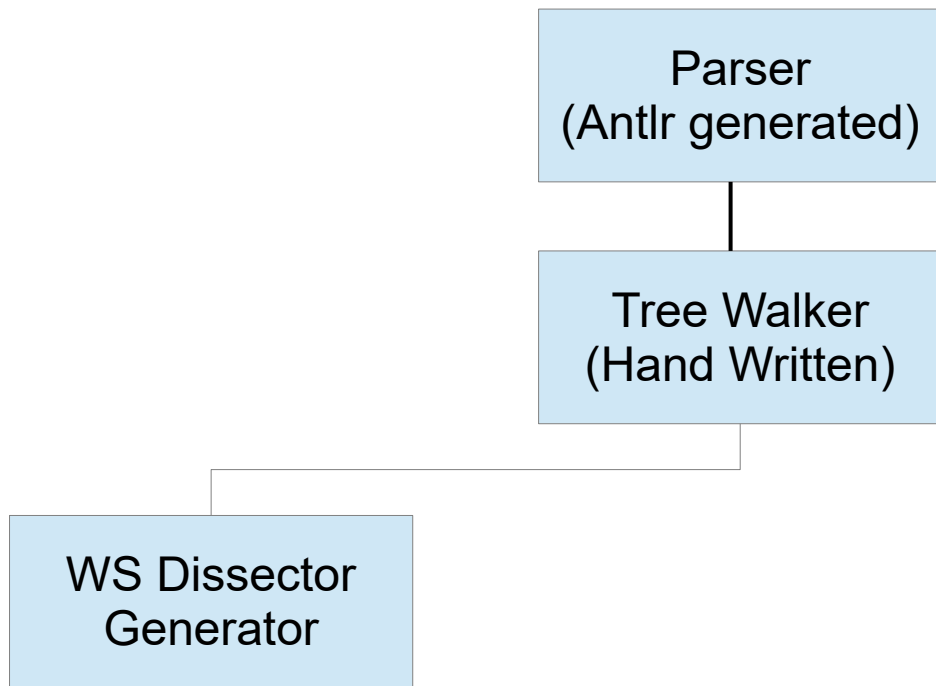 Parser
(Antlr generated)
Tree Walker
(Hand Written)
WS Dissector
Generator